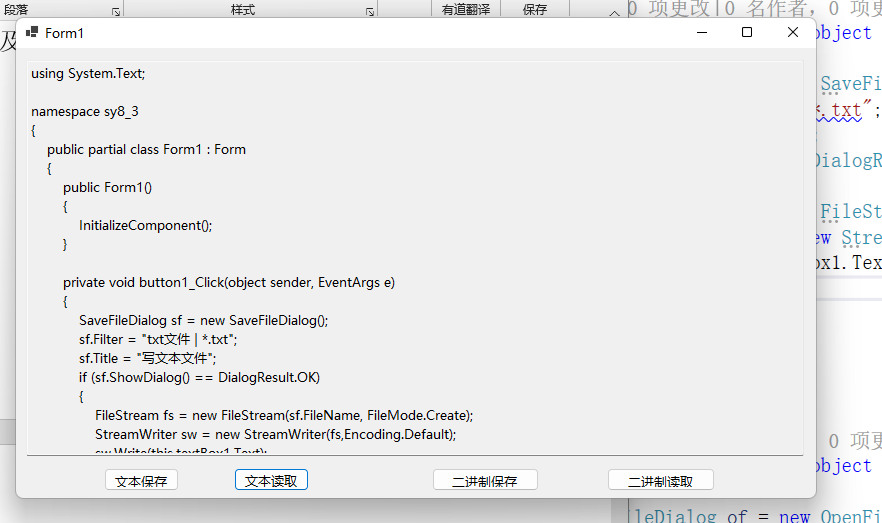 段落
样式
有道翻译
保存
0 项更改|0 名作者, 0 项更
及
Form1
object
using System.Text;
SaveFi
namespace sy8_3
*.txt";
{
public partial class Form1 : Form
{
DialogR
public Form1()
{
FileSt
InitializeComponent();
ew Stre
}
ox1.Tex
private void button1_Click(object sender, EventArgs e)
{
SaveFileDialog sf = new SaveFileDialog();
sf.Filter = "txt文件 | *.txt";
sf.Title = "写文本文件";
if (sf.ShowDialog() == DialogResult.OK)
{
FileStream fs = new FileStream(sf.FileName, FileMode.Create);
StreamWriter sw = new StreamWriter(fs,Encoding.Default);
sw.Write(this.textBox1.Text);
0 项更
object
文本保存
文本读取
二进制保存
二进制读取
leDialog of = new OpenFi